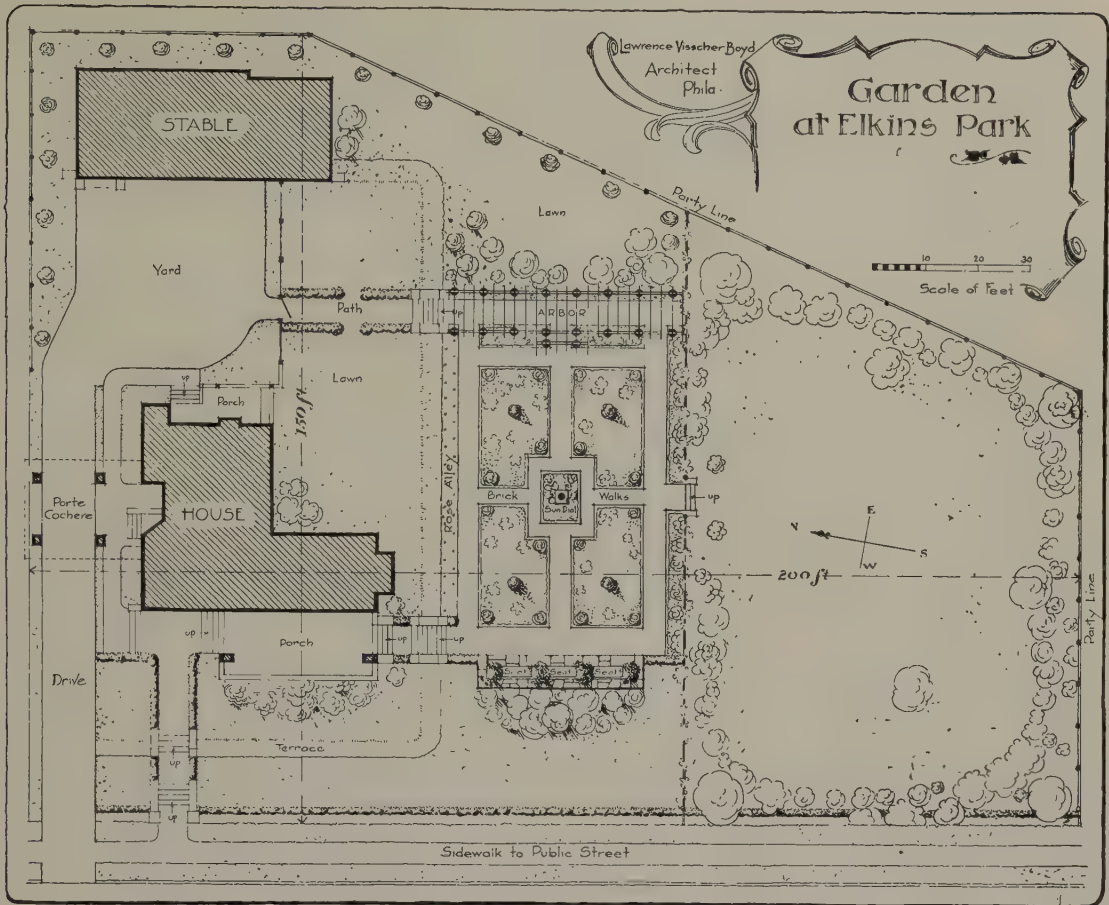 Lawrence Visscher Boyd
Architect
Phila.
Garden
at Elkins Park
STABLE
Party Line
Lawn
10 20 30
Scale of Feet
Yard
Path
up
ARBOR
Lawn
up
Porch
150ft
Rose Alley
Porte
Cochere
HOUSE
Brick Walks
Sun Dial
up
N E S W
200 ft
Party Line
up
Porch
up
up
Seat Seat Seat
Drive
Terrace
up
up
Sidewalk to Public Street